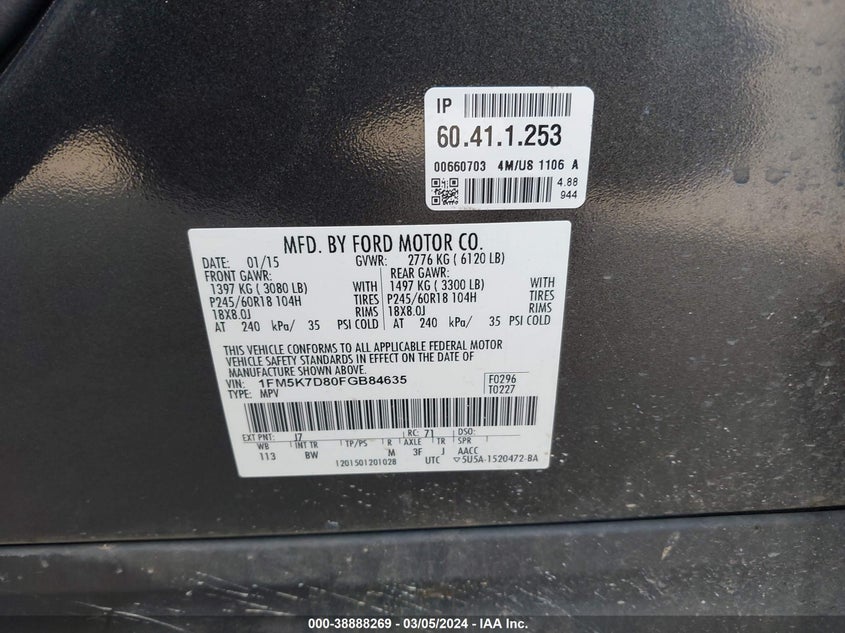 IP
60.41.1.253
00660703 4M/US 1106 A
4.88
944
MFD. BY FORD MOTOR CO.
DATE: 01/15 GVWR: 2776 KG ( 6120 LB)
FRONT GAWR: REAR GAWR:
1397 KG ( 3080 LB) WITH 1497 KG ( 3300 LB) WITH
P245/60R18 104H TIRES P245/60R18 104H TIRES
18X8.0J RIMS 18X8.0J RIMS
AT 240 kPa/ 35 PSI COLD AT 240 kPa/ 35 PSI COLD
THIS VEHICLE CONFORMS TO ALL APPLICABLE FEDERAL MOTOR
VEHICLE SAFETY STANDARDS IN EFFECT ON THE DATE OF
MANUFACTURE SHOWN ABOVE.
VIN: 1FM5K7D80FGB84635 F0296
TYPE: MPV T0227
EXT PNT: J7 RC: 71 DSO:
WB INT TR TP/PS R AXLE TR SPR
113 BW M 3F J AACC
1201501201028 UTC ▽5U5A-1520472-BA
000-38888269 - 03/05/2024 - IAA Inc.